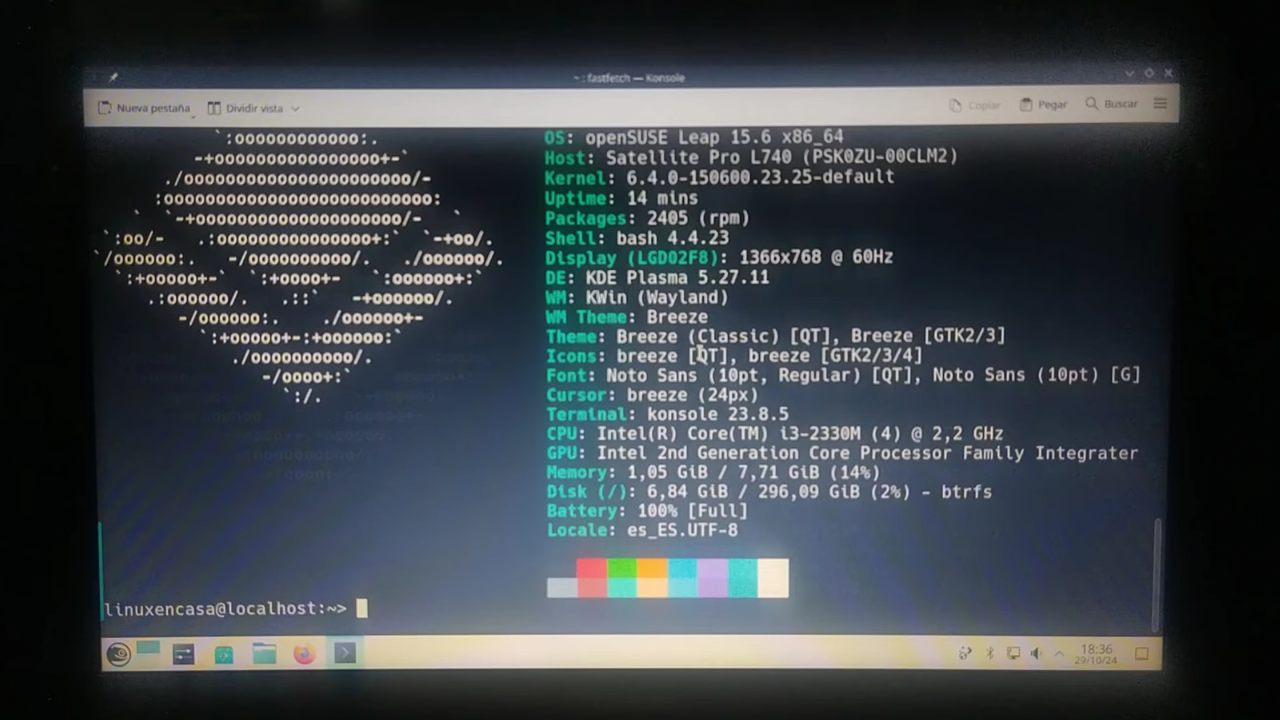 ~ : fastfetch — Konsole
Nueva pestaña Dividir vista Copiar Pegar Buscar
OS: openSUSE Leap 15.6 x86_64
Host: Satellite Pro L740 (PSK0ZU-00CLM2)
Kernel: 6.4.0-150600.23.25-default
Uptime: 14 mins
Packages: 2405 (rpm)
Shell: bash 4.4.23
Display (LGD02F8): 1366x768 @ 60Hz
DE: KDE Plasma 5.27.11
WM: KWin (Wayland)
WM Theme: Breeze
Theme: Breeze (Classic) [QT], Breeze [GTK2/3]
Icons: breeze [QT], breeze [GTK2/3/4]
Font: Noto Sans (10pt, Regular) [QT], Noto Sans (10pt) [G]
Cursor: breeze (24px)
Terminal: konsole 23.8.5
CPU: Intel(R) Core(TM) i3-2330M (4) @ 2,2 GHz
GPU: Intel 2nd Generation Core Processor Family Integrater
Memory: 1,05 GiB / 7,71 GiB (14%)
Disk (/): 6,84 GiB / 296,09 GiB (2%) - btrfs
Battery: 100% [Full]
Locale: es_ES.UTF-8
linuxencasa@localhost:~>
18:36
29/10/24